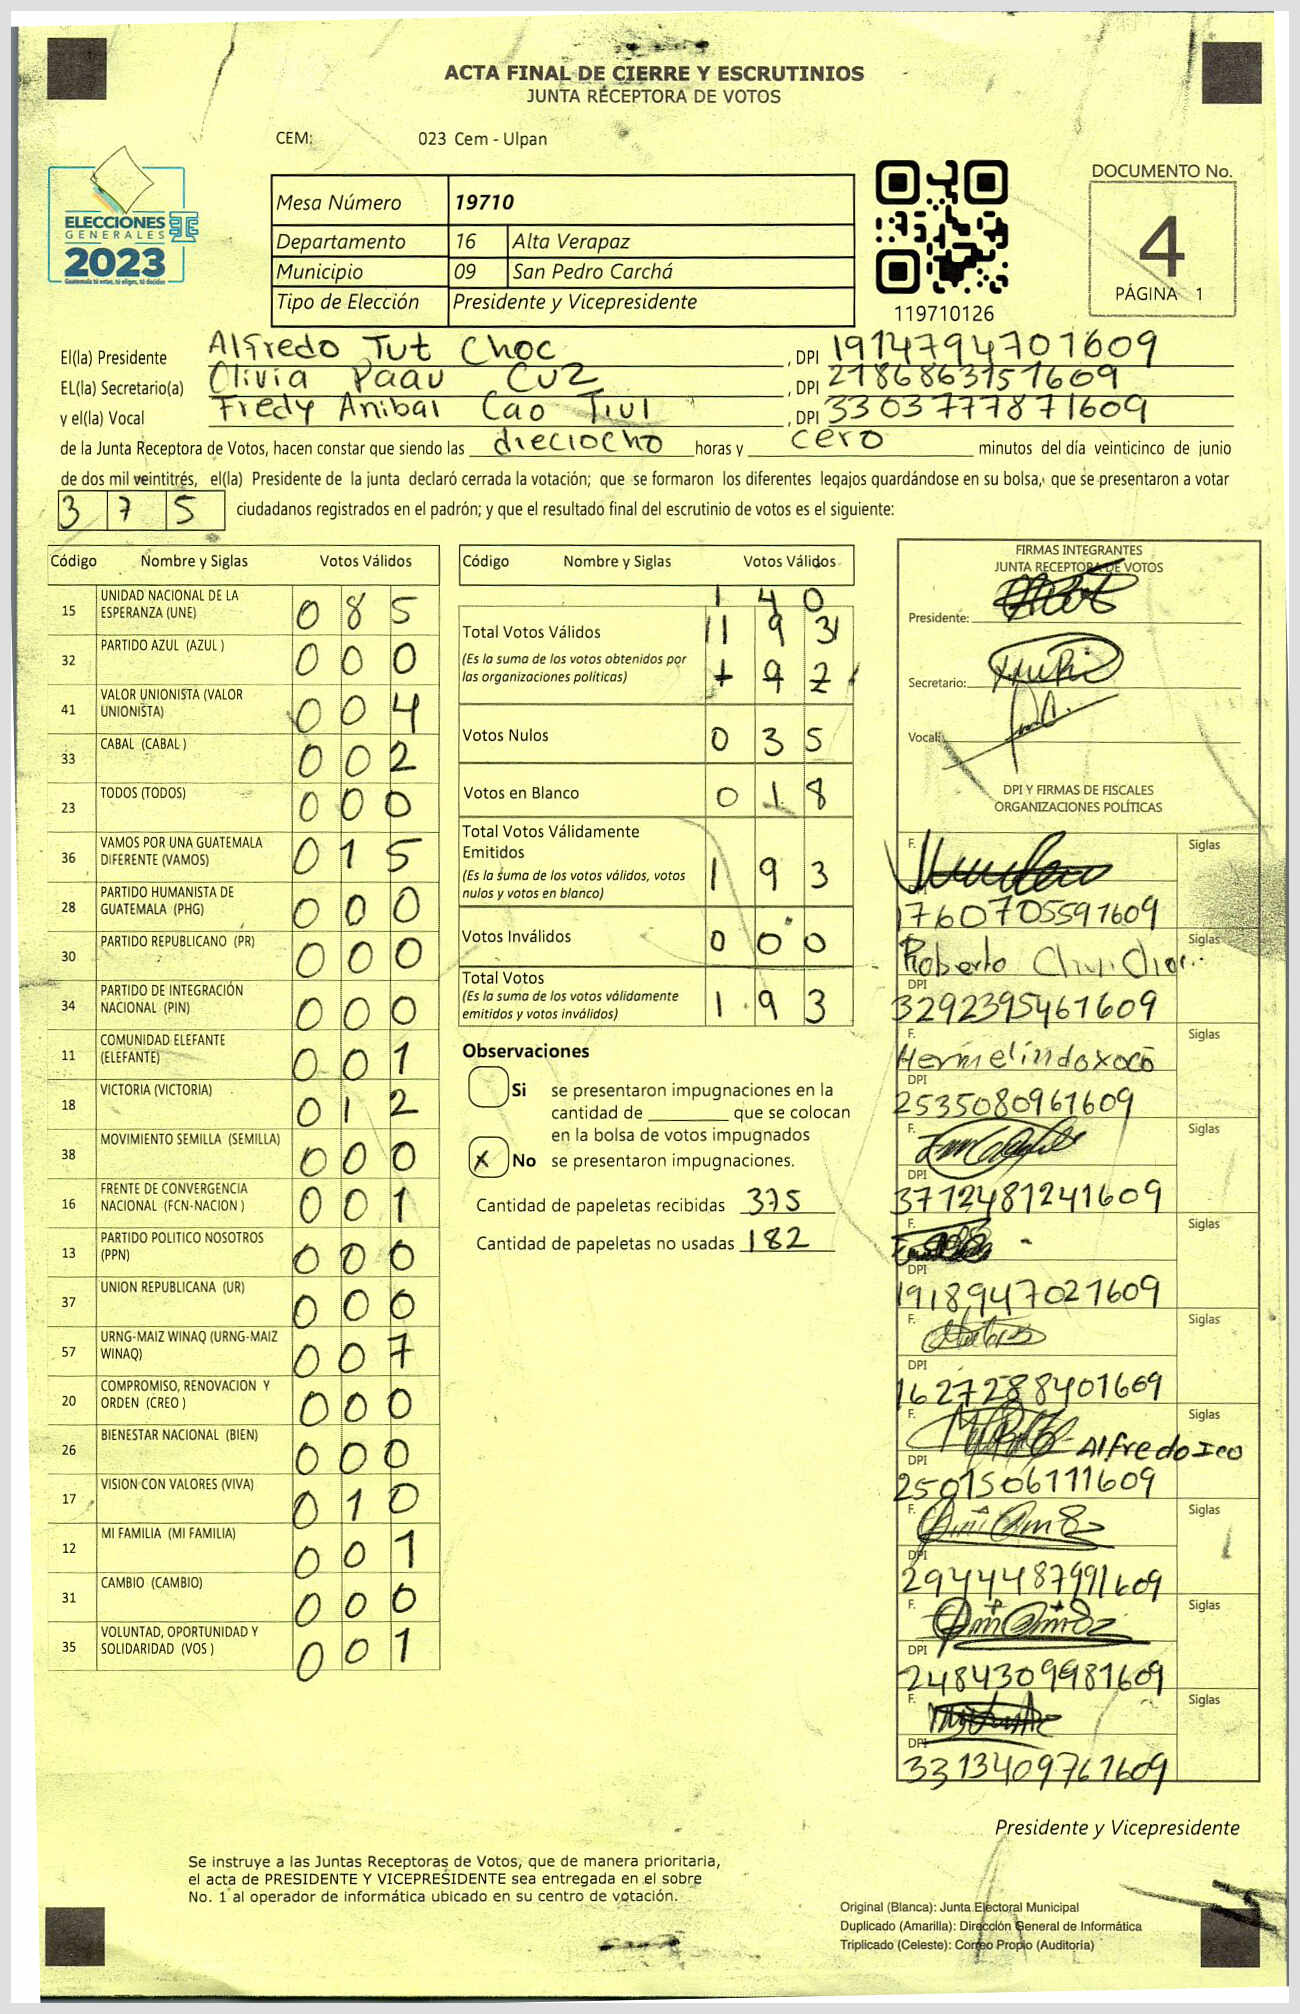 ACTA FINAL DE CIERRE Y ESCRUTINIOS
JUNTA RECEPTORA DE VOTOS
CEM: 023 Cem - Ulpan
ELECCIONES
GENERALES
2023
Guatemala tú votas, tú eliges, tú decides
Mesa Número 19710
Departamento 16 Alta Verapaz
Municipio 09 San Pedro Carchá
Tipo de Elección Presidente y Vicepresidente
119710126
DOCUMENTO No.
4
PÁGINA 1
El(la) Presidente Alfredo Tut Choc , DPI 1914794701609
EL(la) Secretario(a) Olivia Paau Cuz , DPI 2186863151609
y el(la) Vocal Fredy Anibal Cao Tiul , DPI 3303777871609
de la Junta Receptora de Votos, hacen constar que siendo las dieciocho horas y cero minutos del día veinticinco de junio
de dos mil veintitrés, el(la) Presidente de la junta declaró cerrada la votación; que se formaron los diferentes legajos guardándose en su bolsa, que se presentaron a votar
3 7 5 ciudadanos registrados en el padrón; y que el resultado final del escrutinio de votos es el siguiente:
Código Nombre y Siglas Votos Válidos
15 UNIDAD NACIONAL DE LA ESPERANZA (UNE) 0 8 5
32 PARTIDO AZUL (AZUL ) 0 0 0
41 VALOR UNIONISTA (VALOR UNIONISTA) 0 0 4
33 CABAL (CABAL ) 0 0 2
23 TODOS (TODOS) 0 0 0
36 VAMOS POR UNA GUATEMALA DIFERENTE (VAMOS) 0 1 5
28 PARTIDO HUMANISTA DE GUATEMALA (PHG) 0 0 0
30 PARTIDO REPUBLICANO (PR) 0 0 0
34 PARTIDO DE INTEGRACIÓN NACIONAL (PIN) 0 0 0
11 COMUNIDAD ELEFANTE (ELEFANTE) 0 0 1
18 VICTORIA (VICTORIA) 0 1 2
38 MOVIMIENTO SEMILLA (SEMILLA) 0 0 0
16 FRENTE DE CONVERGENCIA NACIONAL (FCN-NACION ) 0 0 1
13 PARTIDO POLITICO NOSOTROS (PPN) 0 0 0
37 UNION REPUBLICANA (UR) 0 0 0
57 URNG-MAIZ WINAQ (URNG-MAIZ WINAQ) 0 0 7
20 COMPROMISO, RENOVACION Y ORDEN (CREO ) 0 0 0
26 BIENESTAR NACIONAL (BIEN) 0 0 0
17 VISION CON VALORES (VIVA) 0 1 0
12 MI FAMILIA (MI FAMILIA) 0 0 1
31 CAMBIO (CAMBIO) 0 0 0
35 VOLUNTAD, OPORTUNIDAD Y SOLIDARIDAD (VOS ) 0 0 1
Código Nombre y Siglas Votos Válidos
1 4 0
Total Votos Válidos 1 9 3
(Es la suma de los votos obtenidos por
las organizaciones políticas)
Votos Nulos 0 3 5
Votos en Blanco 0 1 8
Total Votos Válidamente
Emitidos
(Es la suma de los votos válidos, votos
nulos y votos en blanco)
1 9 3
Votos Inválidos 0 0 0
Total Votos
(Es la suma de los votos válidamente
emitidos y votos inválidos)
1 9 3
Observaciones
Si se presentaron impugnaciones en la
cantidad de ________ que se colocan
en la bolsa de votos impugnados
X No se presentaron impugnaciones.
Cantidad de papeletas recibidas 375
Cantidad de papeletas no usadas 182
FIRMAS INTEGRANTES
JUNTA RECEPTORA DE VOTOS
Presidente:
Secretario:
Vocal:
DPI Y FIRMAS DE FISCALES
ORGANIZACIONES POLÍTICAS
F. Siglas
1760705591609
Roberto Siglas
DPI
3292395461609
F. Siglas
Hermelindoxocó
DPI
2535080961609
F. Siglas
DPI
3712481241609
F. Siglas
DPI
1918947021609
F. Siglas
DPI
1627288401609
F. Siglas
Alfredo Ico
DPI
2501506111609
F. Siglas
DPI
2944487991609
F. Siglas
DPI
2484309981609
F. Siglas
DPI
3313409761609
Presidente y Vicepresidente
Se instruye a las Juntas Receptoras de Votos, que de manera prioritaria,
el acta de PRESIDENTE Y VICEPRESIDENTE sea entregada en el sobre
No. 1 al operador de informática ubicado en su centro de votación.
Original (Blanca): Junta Electoral Municipal
Duplicado (Amarilla): Dirección General de Informática
Triplicado (Celeste): Correo Propio (Auditoria)